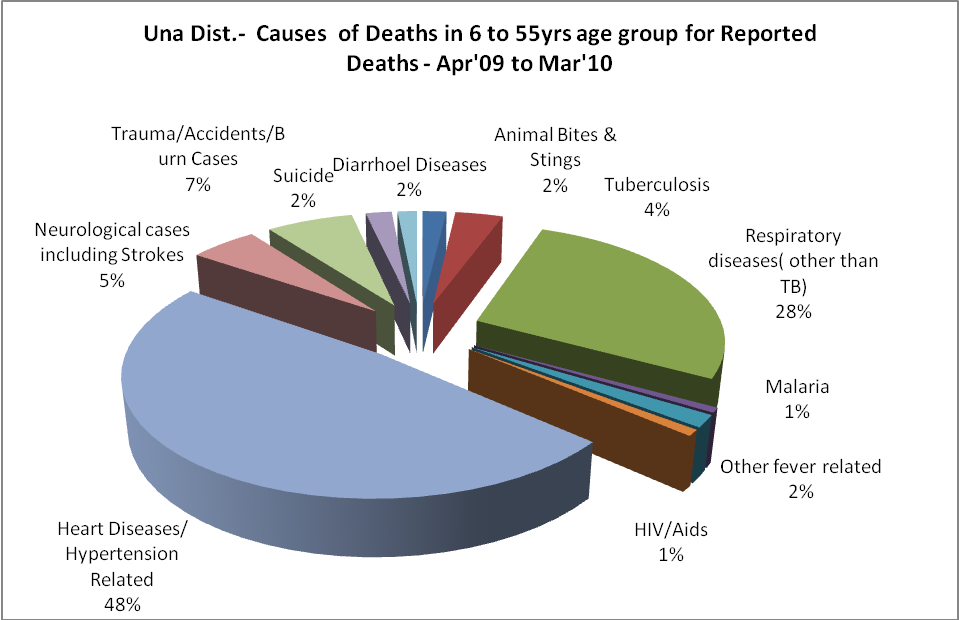 Una Dist.-  Causes  of Deaths in 6 to 55yrs age group for Reported
Deaths - Apr'09 to Mar'10
Trauma/Accidents/B
urn Cases
7%
Suicide
2%
Diarrhoel Diseases
2%
Animal Bites &
Stings
2%
Tuberculosis
4%
Neurological cases
including Strokes
5%
Respiratory
diseases( other than
TB)
28%
Malaria
1%
Other fever related
2%
HIV/Aids
1%
Heart Diseases/
Hypertension
Related
48%